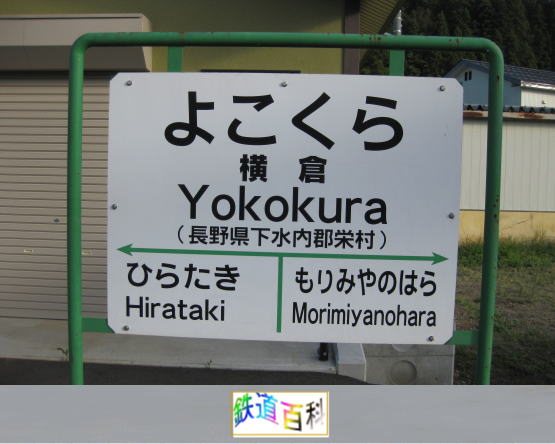 よこくら
横倉
Yokokura
（長野県下水内郡栄村）
ひらたき
Hirataki
もりみやのはら
Morimiyanohara
鉄道百科